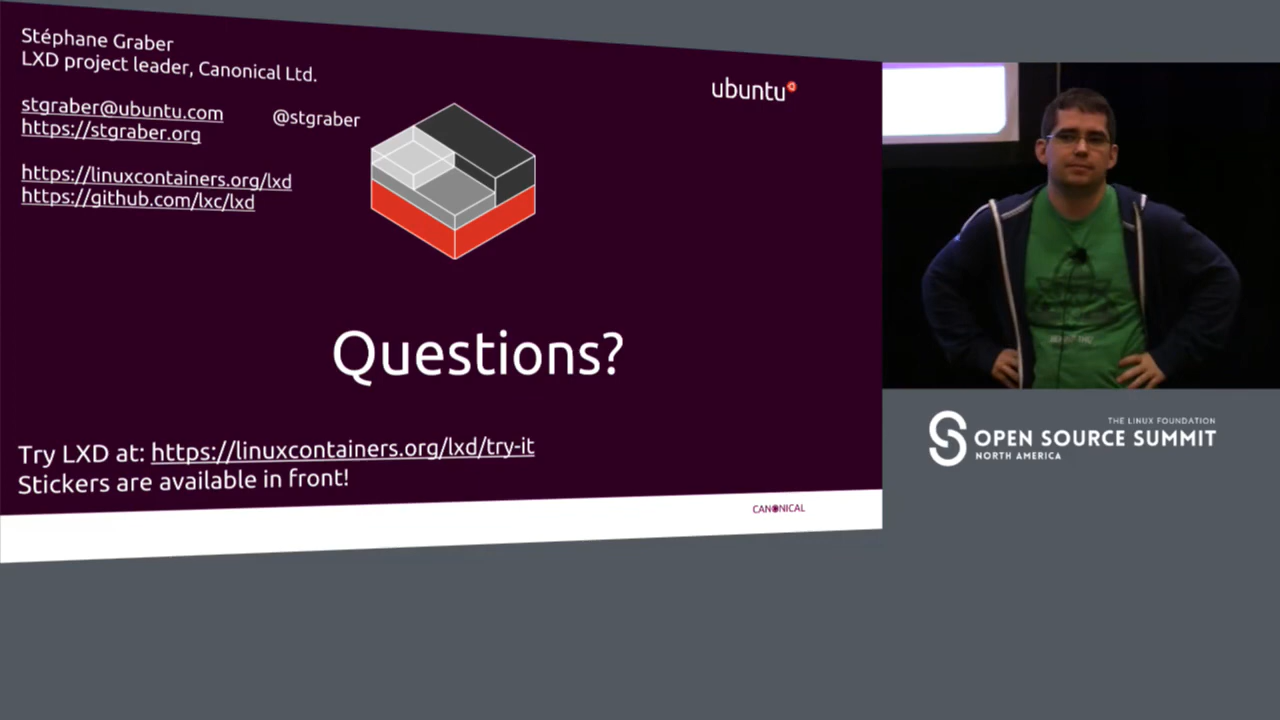 Stéphane Graber
LXD project leader, Canonical Ltd.
stgraber@ubuntu.com @stgraber
https://stgraber.org
https://linuxcontainers.org/lxd
https://github.com/lxc/lxd
ubuntu
Questions?
Try LXD at: https://linuxcontainers.org/lxd/try-it
Stickers are available in front!
CANONICAL
THE LINUX FOUNDATION
OPEN SOURCE SUMMIT
NORTH AMERICA